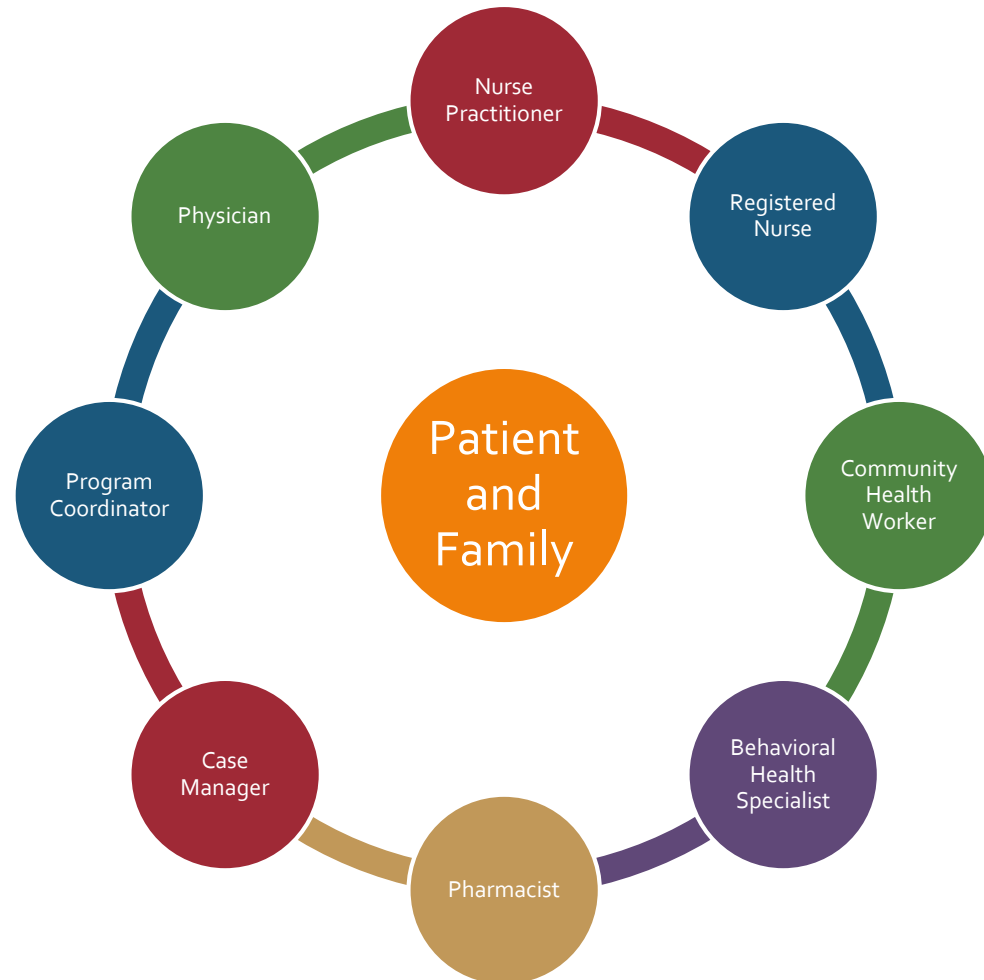 Nurse
Practitioner
Registered
Nurse
Community
Health
Worker
Behavioral
Health
Specialist
Pharmacist
Case
Manager
Program
Coordinator
Physician
Patient
and
Family